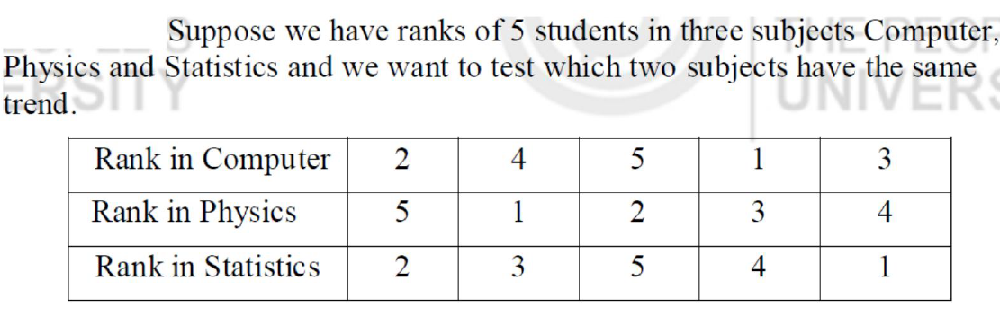 Suppose we have ranks of 5 students in three subjects Computer,
Physics and Statistics and we want to test which two subjects have the same
trend.
Rank in Computer 2 4 5 1 3
Rank in Physics 5 1 2 3 4
Rank in Statistics 2 3 5 4 1